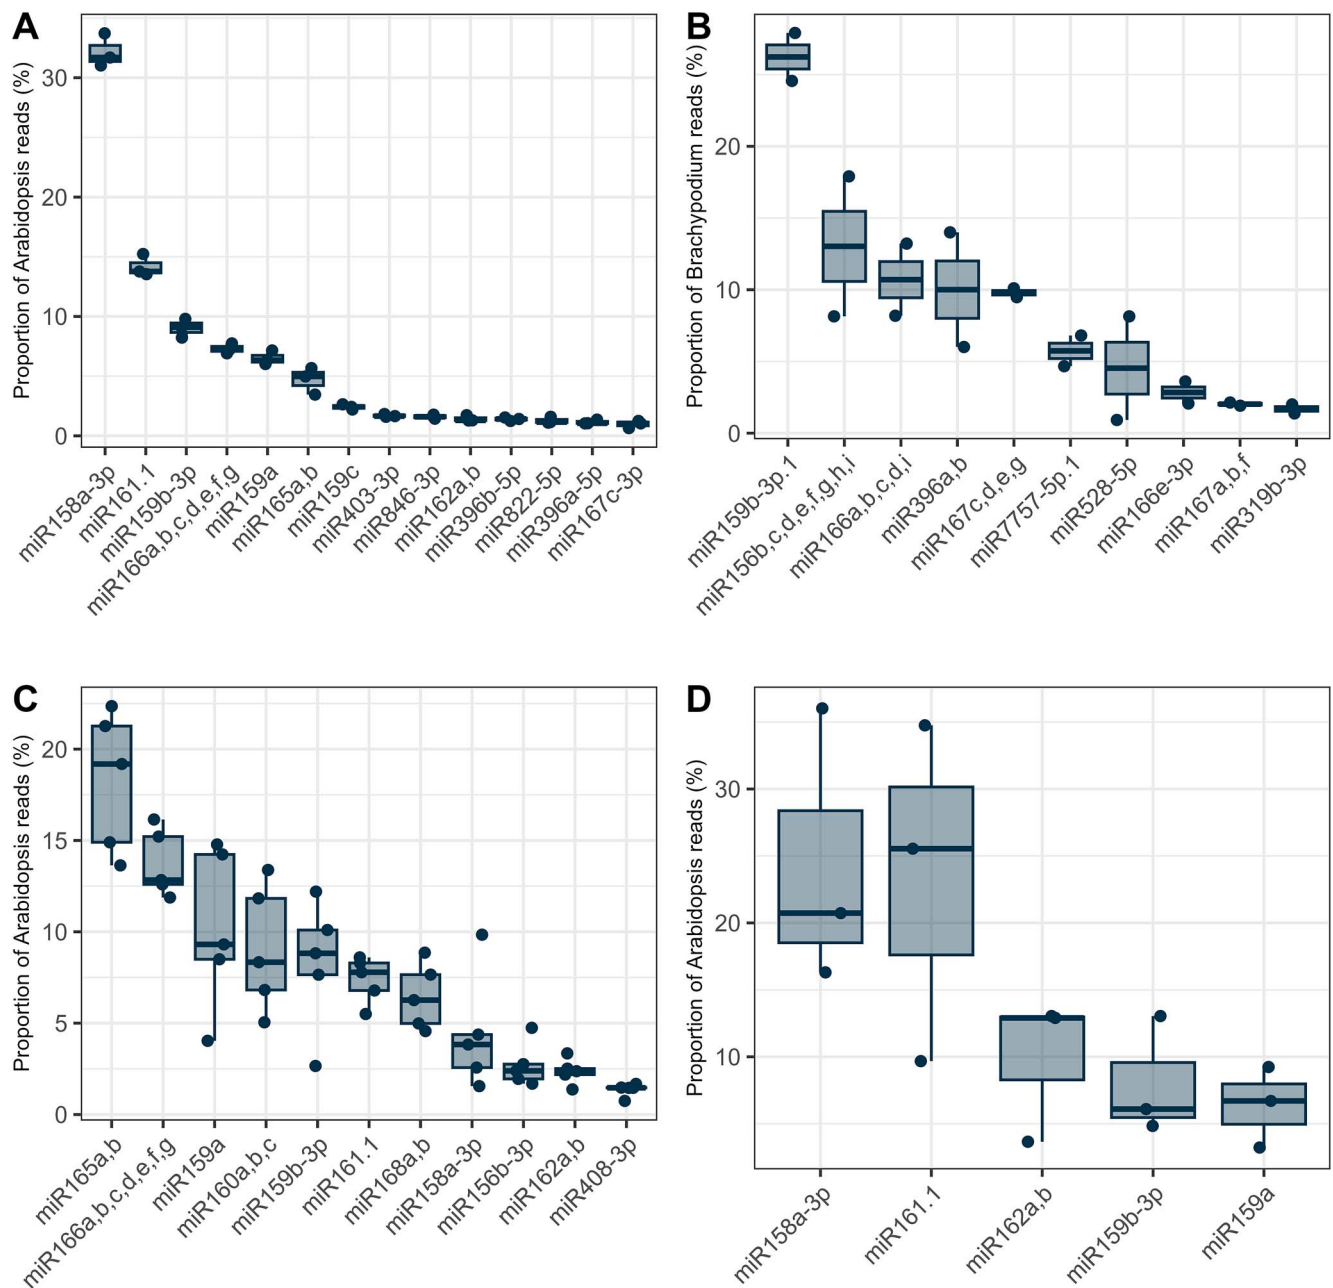 A
Proportion of Arabidopsis reads (%)
30
20
10
0
miR158a-3p
miR161.1
miR159b-3p
miR166a,b,c,d,e,f,g
miR159a
miR165a,b
miR159c
miR403-3p
miR846-3p
miR162a,b
miR396b-5p
miR822-5p
miR396a-5p
miR167c-3p
B
Proportion of Brachypodium reads (%)
20
10
0
miR159b-3p.1
miR156b,c,d,e,f,g,h,i
miR166a,b,c,d,i
miR396a,b
miR167c,d,e,g
miR7757-5p.1
miR528-5p
miR166e-3p
miR167a,b,f
miR319b-3p
C
Proportion of Arabidopsis reads (%)
20
15
10
5
0
miR165a,b
miR166a,b,c,d,e,f,g
miR159a
miR160a,b,c
miR159b-3p
miR161.1
miR168a,b
miR158a-3p
miR156b-3p
miR162a,b
miR408-3p
D
Proportion of Arabidopsis reads (%)
30
20
10
miR158a-3p
miR161.1
miR162a,b
miR159b-3p
miR159a